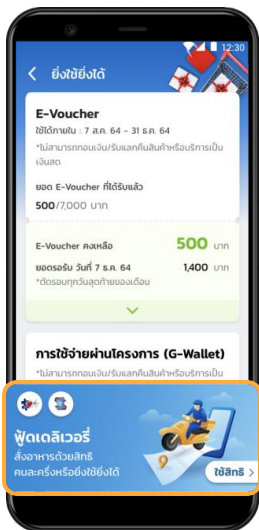 12:30
ยิ่งใช้ยิ่งได้
E-Voucher
ใช้ได้ภายใน : 7 ส.ค. 64 - 31 ธ.ค. 64
*ไม่สามารถทอนเงิน/รับแลกคืนสินค้าหรือบริการเป็น
เงินสด
ยอด E-Voucher ที่ได้รับแล้ว
500/7,000 บาท
E-Voucher คงเหลือ 500 บาท
ยอดรอรับ วันที่ 7 ธ.ค. 64 1,400 บาท
*ตัดรอบทุกวันสุดท้ายของเดือน
การใช้จ่ายผ่านโครงการ (G-Wallet)
*ไม่สามารถทอนเงิน/รับแลกคืนสินค้าหรือบริการเป็น
ฟู้ดเดลิเวอรี่
สั่งอาหารด้วยสิทธิ
คนละครึ่งหรือยิ่งใช้ยิ่งได้
ใช้สิทธิ >